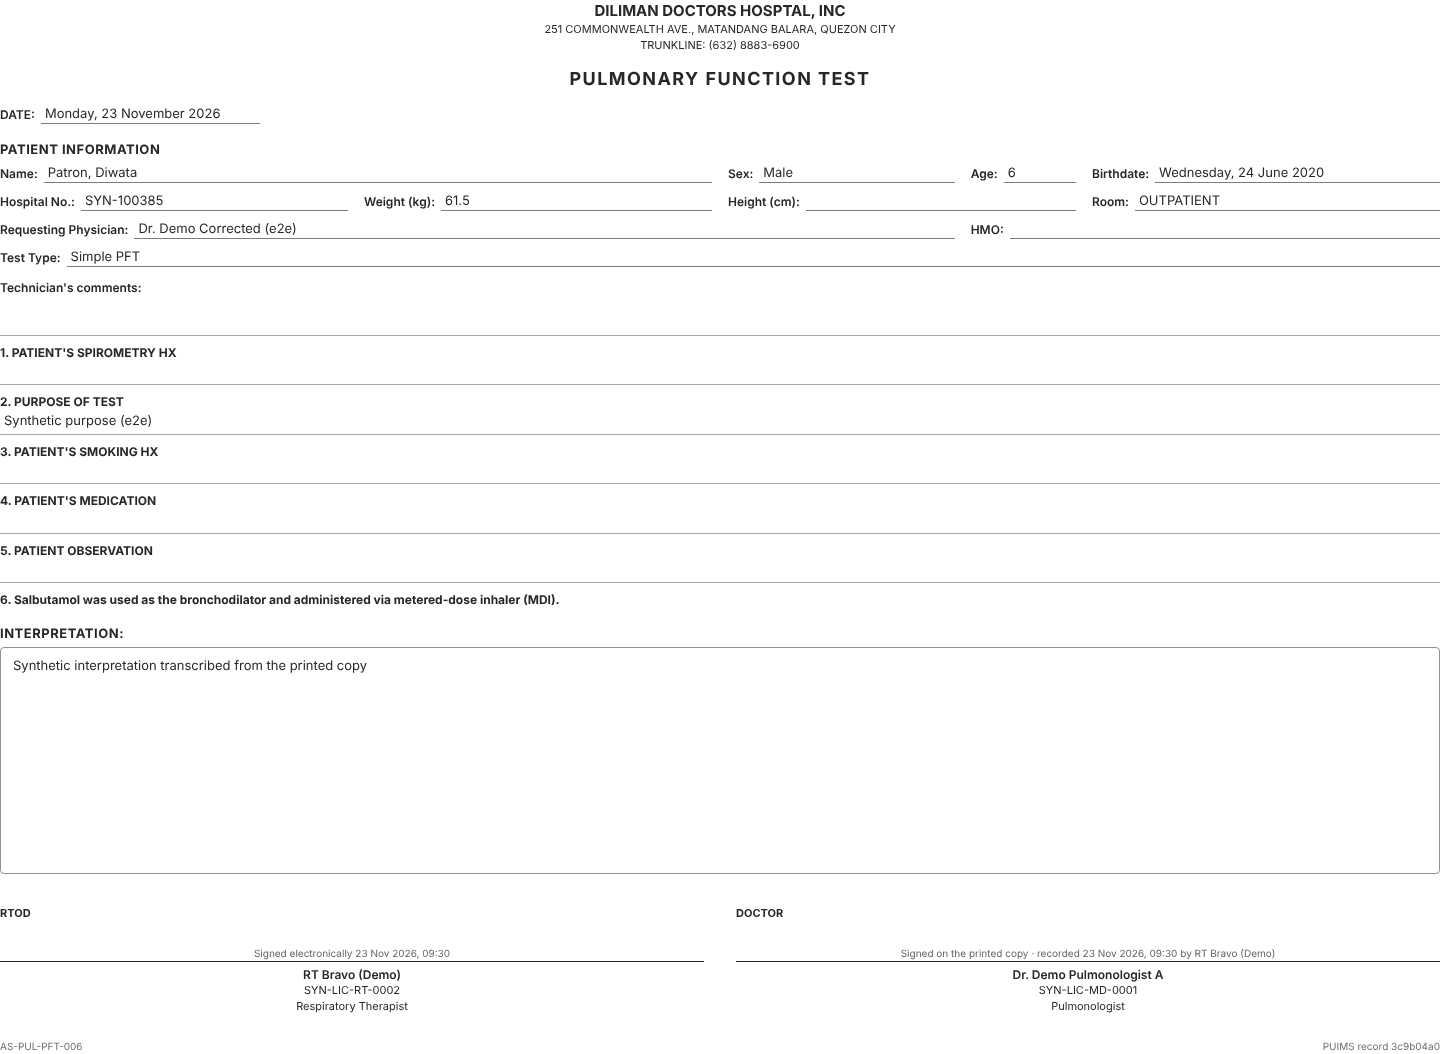 DILIMAN DOCTORS HOSPTAL, INC
251 COMMONWEALTH AVE., MATANDANG BALARA, QUEZON CITY
TRUNKLINE: (632) 8883-6900
PULMONARY FUNCTION TEST
DATE: Monday, 23 November 2026
PATIENT INFORMATION
Name: Patron, Diwata Sex: Male Age: 6 Birthdate: Wednesday, 24 June 2020
Hospital No.: SYN-100385 Weight (kg): 61.5 Height (cm): Room: OUTPATIENT
Requesting Physician: Dr. Demo Corrected (e2e) HMO:
Test Type: Simple PFT
Technician's comments:
1. PATIENT'S SPIROMETRY HX
2. PURPOSE OF TEST
Synthetic purpose (e2e)
3. PATIENT'S SMOKING HX
4. PATIENT'S MEDICATION
5. PATIENT OBSERVATION
6. Salbutamol was used as the bronchodilator and administered via metered-dose inhaler (MDI).
INTERPRETATION:
Synthetic interpretation transcribed from the printed copy
RTOD DOCTOR
Signed electronically 23 Nov 2026, 09:30 Signed on the printed copy · recorded 23 Nov 2026, 09:30 by RT Bravo (Demo)
RT Bravo (Demo) Dr. Demo Pulmonologist A
SYN-LIC-RT-0002 SYN-LIC-MD-0001
Respiratory Therapist Pulmonologist
AS-PUL-PFT-006 PUIMS record 3c9b04a0